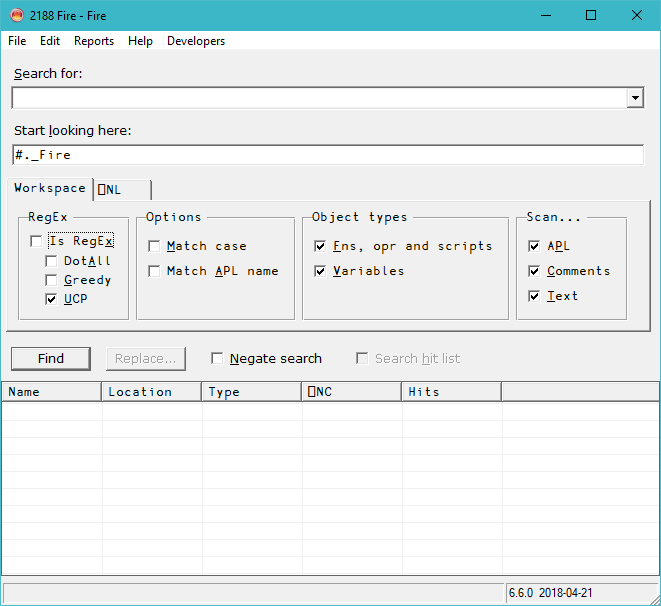 2188 Fire - Fire
File Edit Reports Help Developers
Search for:
Start looking here:
#._Fire
Workspace ⎕NL
RegEx Options Object types Scan...
Is RegEx Match case Fns, opr and scripts APL
DotAll Match APL name Variables Comments
Greedy Text
UCP
Find Replace... Negate search Search hit list
Name Location Type ⎕NC Hits
6.6.0 2018-04-21